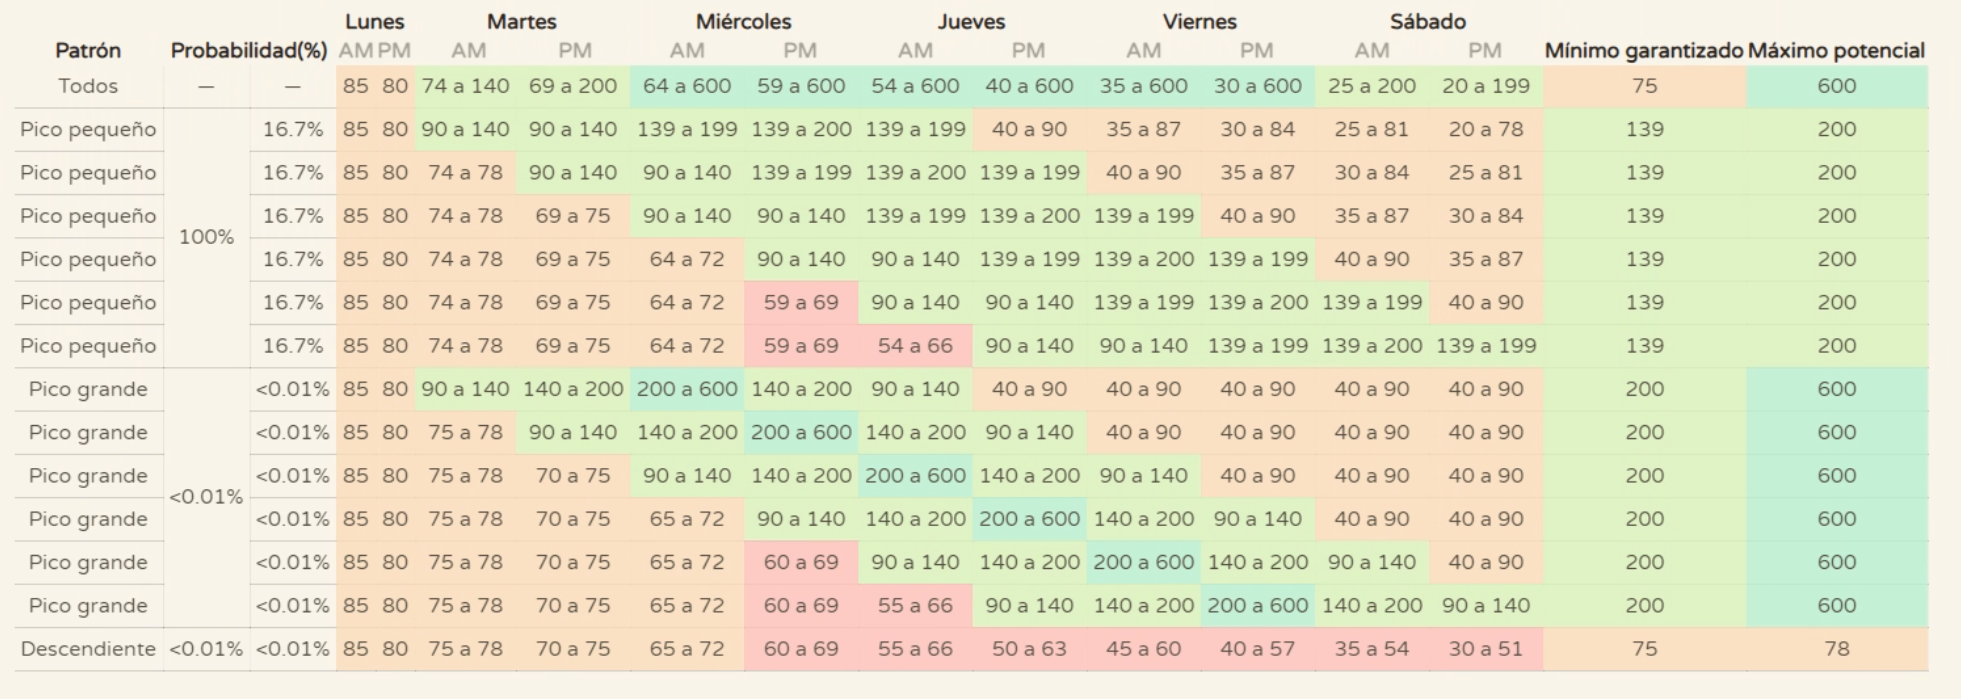 Lunes Martes Miércoles Jueves Viernes Sábado
Patrón Probabilidad(%) AM PM AM PM AM PM AM PM AM PM AM PM Mínimo garantizado Máximo potencial
Todos — — 85 80 74 a 140 69 a 200 64 a 600 59 a 600 54 a 600 40 a 600 35 a 600 30 a 600 25 a 200 20 a 199 75 600
Pico pequeño 16.7% 85 80 90 a 140 90 a 140 139 a 199 139 a 200 139 a 199 40 a 90 35 a 87 30 a 84 25 a 81 20 a 78 139 200
Pico pequeño 16.7% 85 80 74 a 78 90 a 140 90 a 140 139 a 199 139 a 200 139 a 199 40 a 90 35 a 87 30 a 84 25 a 81 139 200
Pico pequeño 16.7% 85 80 74 a 78 69 a 75 90 a 140 90 a 140 139 a 199 139 a 200 139 a 199 40 a 90 35 a 87 30 a 84 139 200
100%
Pico pequeño 16.7% 85 80 74 a 78 69 a 75 64 a 72 90 a 140 90 a 140 139 a 199 139 a 200 139 a 199 40 a 90 35 a 87 139 200
Pico pequeño 16.7% 85 80 74 a 78 69 a 75 64 a 72 59 a 69 90 a 140 90 a 140 139 a 199 139 a 200 139 a 199 40 a 90 139 200
Pico pequeño 16.7% 85 80 74 a 78 69 a 75 64 a 72 59 a 69 54 a 66 90 a 140 90 a 140 139 a 199 139 a 200 139 a 199 139 200
Pico grande <0.01% 85 80 90 a 140 140 a 200 200 a 600 140 a 200 90 a 140 40 a 90 40 a 90 40 a 90 40 a 90 40 a 90 200 600
Pico grande <0.01% 85 80 75 a 78 90 a 140 140 a 200 200 a 600 140 a 200 90 a 140 40 a 90 40 a 90 40 a 90 40 a 90 200 600
Pico grande <0.01% 85 80 75 a 78 70 a 75 90 a 140 140 a 200 200 a 600 140 a 200 90 a 140 40 a 90 40 a 90 40 a 90 200 600
<0.01%
Pico grande <0.01% 85 80 75 a 78 70 a 75 65 a 72 90 a 140 140 a 200 200 a 600 140 a 200 90 a 140 40 a 90 40 a 90 200 600
Pico grande <0.01% 85 80 75 a 78 70 a 75 65 a 72 60 a 69 90 a 140 140 a 200 200 a 600 140 a 200 90 a 140 40 a 90 200 600
Pico grande <0.01% 85 80 75 a 78 70 a 75 65 a 72 60 a 69 55 a 66 90 a 140 140 a 200 200 a 600 140 a 200 90 a 140 200 600
Descendiente <0.01% <0.01% 85 80 75 a 78 70 a 75 65 a 72 60 a 69 55 a 66 50 a 63 45 a 60 40 a 57 35 a 54 30 a 51 75 78